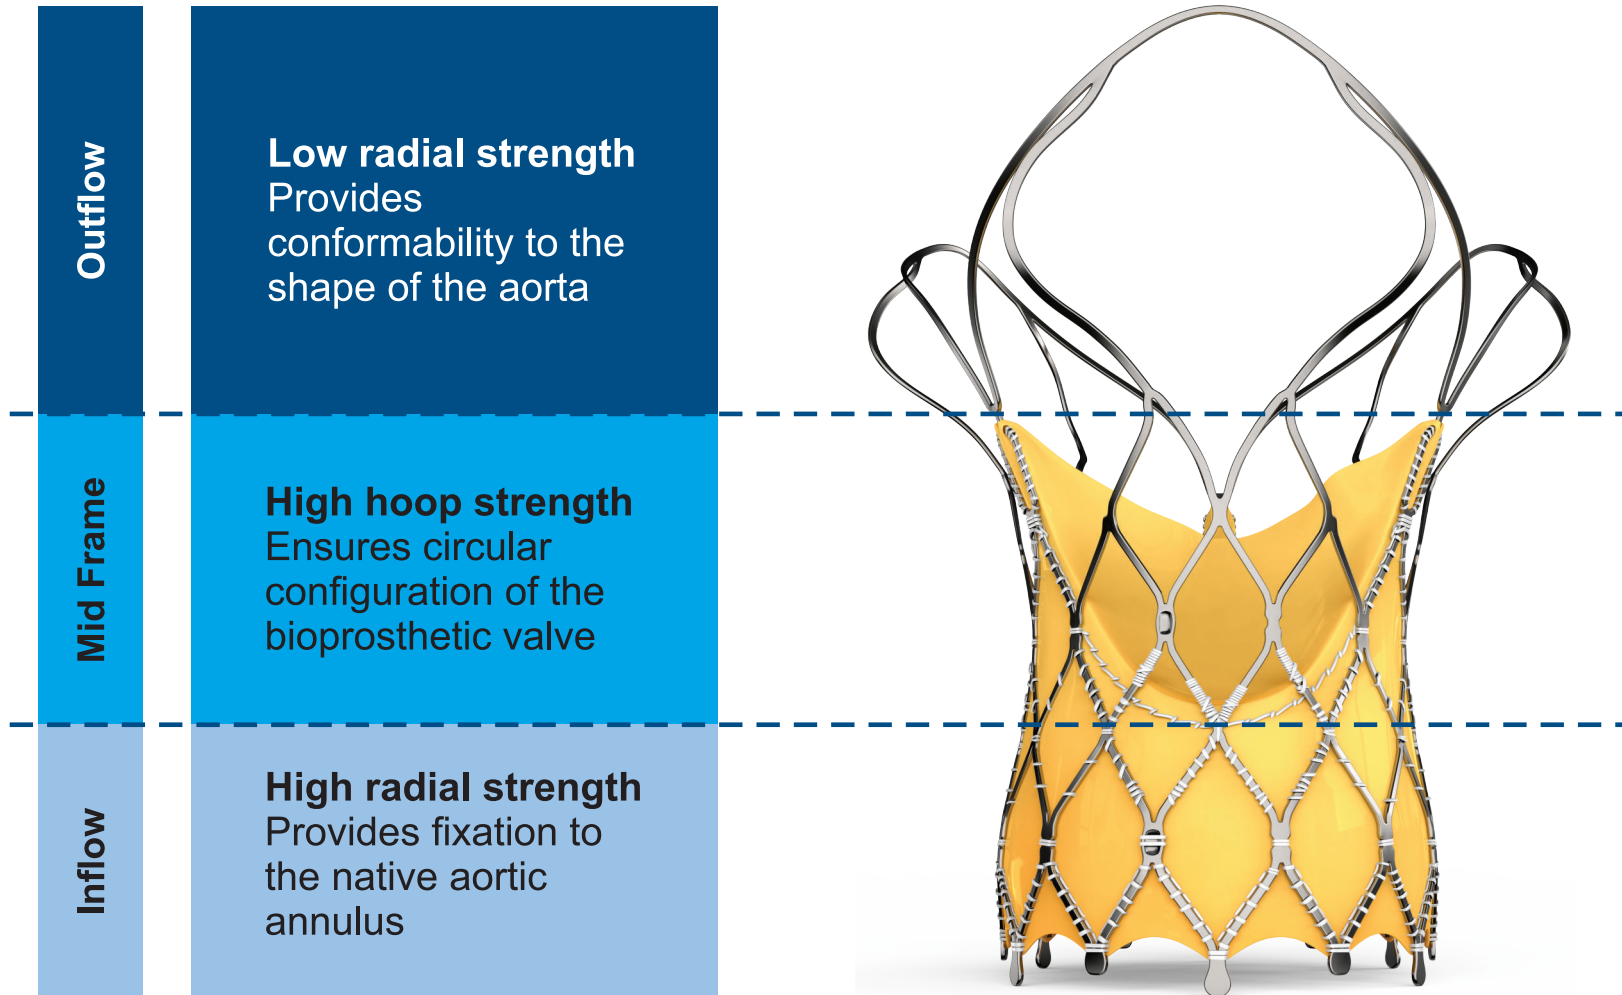 Outflow
Low radial strength
Provides
conformability to the
shape of the aorta
Mid Frame
High hoop strength
Ensures circular
configuration of the
bioprosthetic valve
Inflow
High radial strength
Provides fixation to
the native aortic
annulus